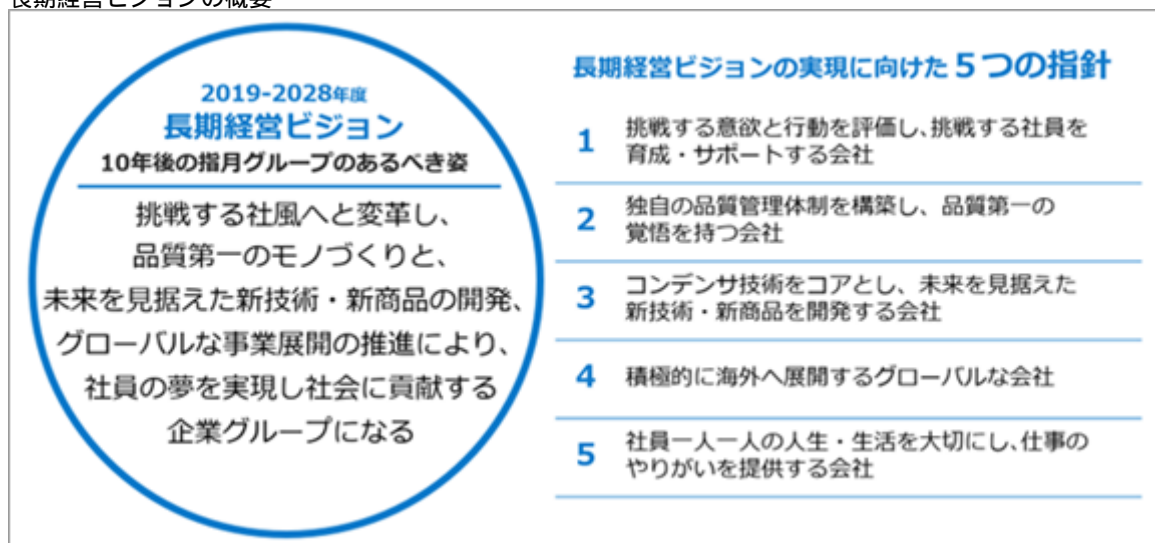 長期経営ビジョンの概要
2019-2028年度
長期経営ビジョン
10年後の指月グループのあるべき姿
挑戦する社風へと変革し、
品質第一のモノづくりと、
未来を見据えた新技術・新商品の開発、
グローバルな事業展開の推進により、
社員の夢を実現し社会に貢献する
企業グループになる
長期経営ビジョンの実現に向けた5つの指針
1 挑戦する意欲と行動を評価し、挑戦する社員を
育成・サポートする会社
2 独自の品質管理体制を構築し、品質第一の
覚悟を持つ会社
3 コンデンサ技術をコアとし、未来を見据えた
新技術・新商品を開発する会社
4 積極的に海外へ展開するグローバルな会社
5 社員一人一人の人生・生活を大切にし、仕事の
やりがいを提供する会社